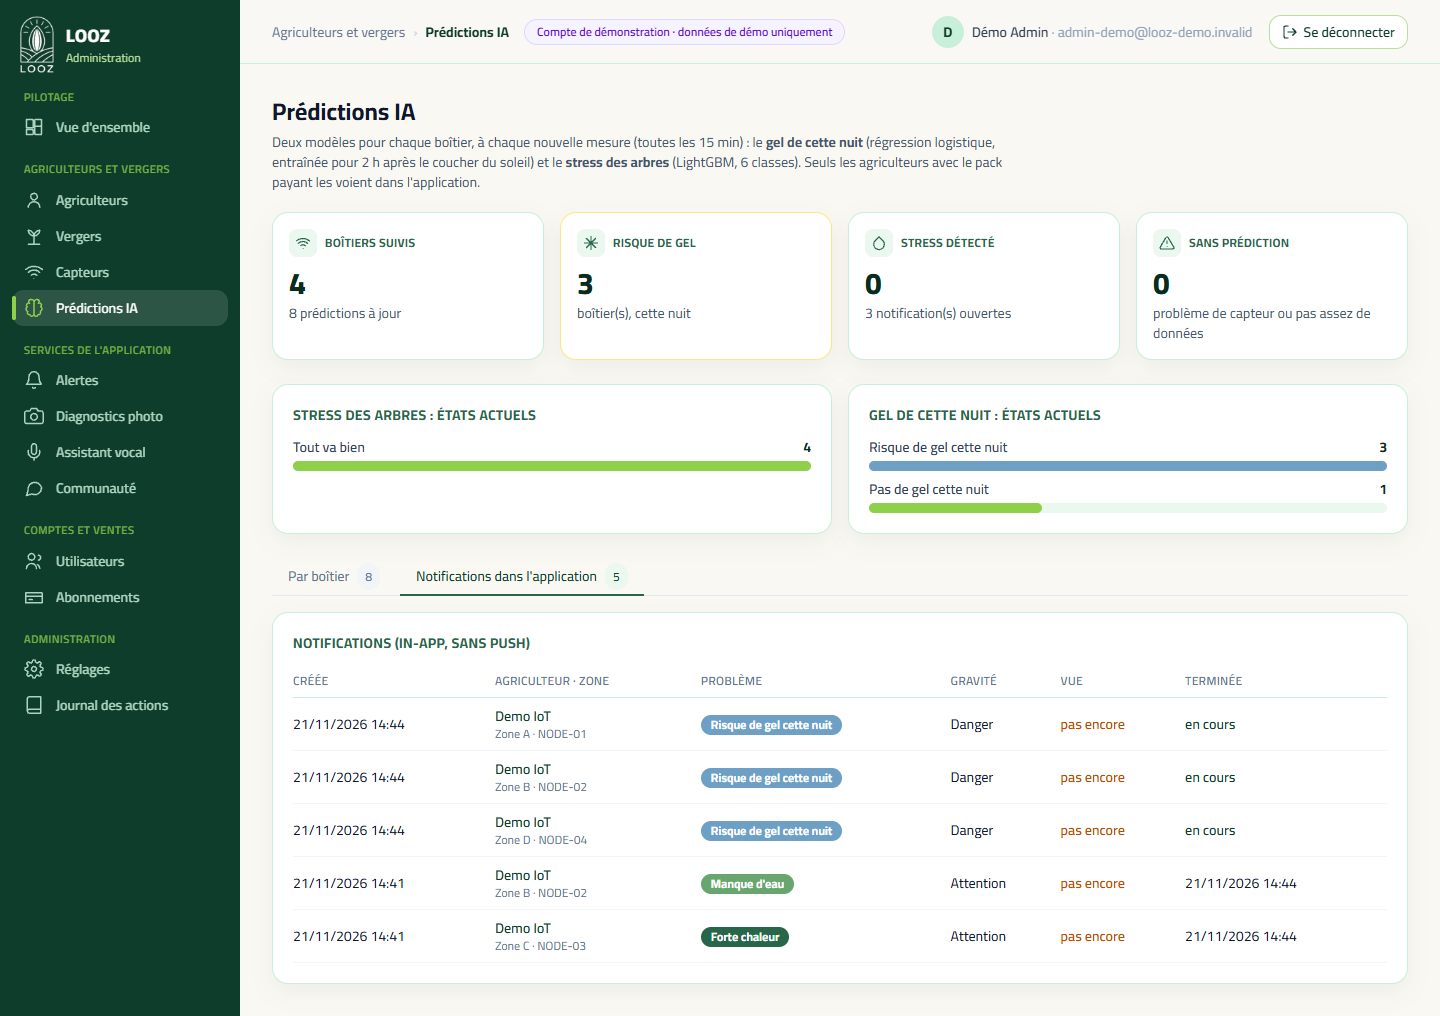 LOOZ
LOOZ
Administration
PILOTAGE
Vue d'ensemble
AGRICULTEURS ET VERGERS
Agriculteurs
Vergers
Capteurs
Prédictions IA
SERVICES DE L'APPLICATION
Alertes
Diagnostics photo
Assistant vocal
Communauté
COMPTES ET VENTES
Utilisateurs
Abonnements
ADMINISTRATION
Réglages
Journal des actions
Agriculteurs et vergers › Prédictions IA
Compte de démonstration · données de démo uniquement
D
Démo Admin · admin-demo@looz-demo.invalid
Se déconnecter
Prédictions IA
Deux modèles pour chaque boîtier, à chaque nouvelle mesure (toutes les 15 min) : le gel de cette nuit (régression logistique,
entraînée pour 2 h après le coucher du soleil) et le stress des arbres (LightGBM, 6 classes). Seuls les agriculteurs avec le pack
payant les voient dans l'application.
BOÎTIERS SUIVIS
4
8 prédictions à jour
RISQUE DE GEL
3
boîtier(s), cette nuit
STRESS DÉTECTÉ
0
3 notification(s) ouvertes
SANS PRÉDICTION
0
problème de capteur ou pas assez de
données
STRESS DES ARBRES : ÉTATS ACTUELS
Tout va bien 4
GEL DE CETTE NUIT : ÉTATS ACTUELS
Risque de gel cette nuit 3
Pas de gel cette nuit 1
Par boîtier 8
Notifications dans l'application 5
NOTIFICATIONS (IN-APP, SANS PUSH)
CRÉÉE AGRICULTEUR · ZONE PROBLÈME GRAVITÉ VUE TERMINÉE
21/11/2026 14:44 Demo IoT Risque de gel cette nuit Danger pas encore en cours
Zone A · NODE-01
21/11/2026 14:44 Demo IoT Risque de gel cette nuit Danger pas encore en cours
Zone B · NODE-02
21/11/2026 14:44 Demo IoT Risque de gel cette nuit Danger pas encore en cours
Zone D · NODE-04
21/11/2026 14:41 Demo IoT Manque d'eau Attention pas encore 21/11/2026 14:44
Zone B · NODE-02
21/11/2026 14:41 Demo IoT Forte chaleur Attention pas encore 21/11/2026 14:44
Zone C · NODE-03